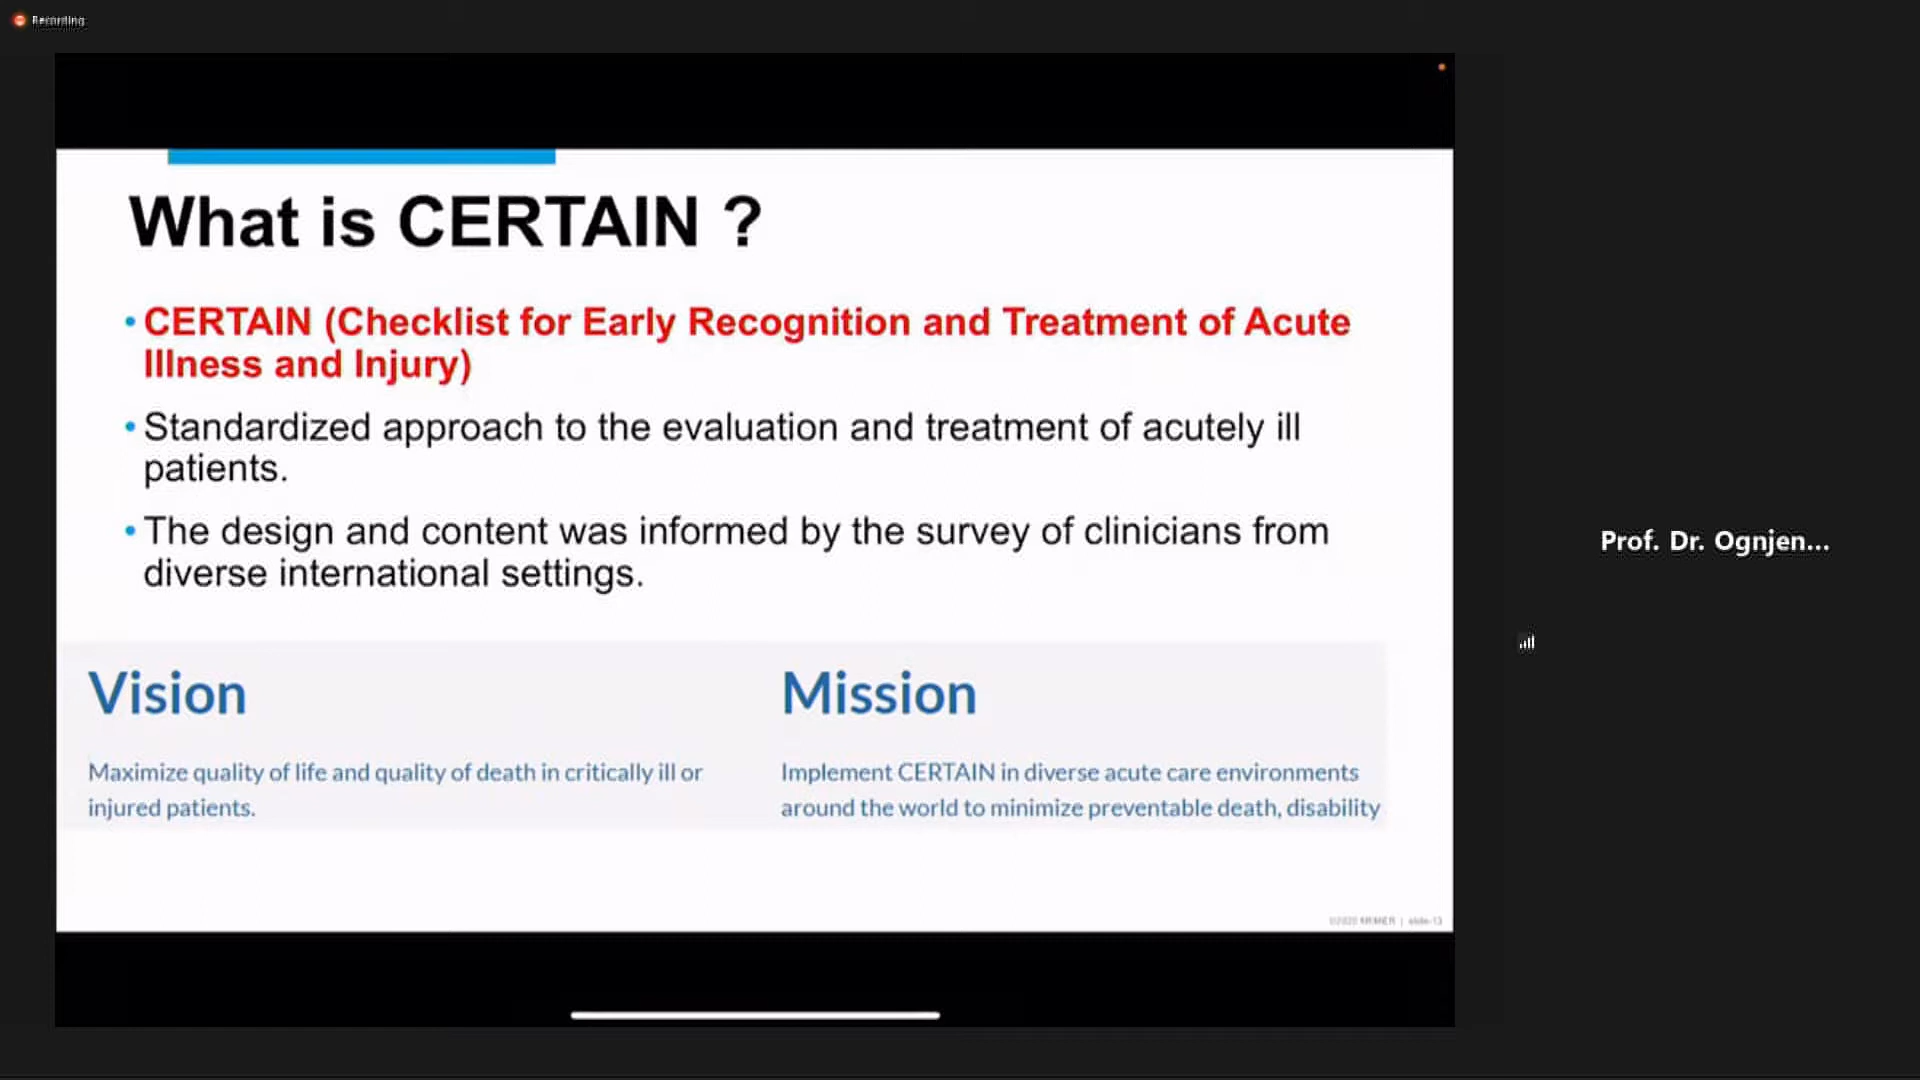 Recording
What is CERTAIN ?
• CERTAIN (Checklist for Early Recognition and Treatment of Acute
Illness and Injury)
• Standardized approach to the evaluation and treatment of acutely ill
patients.
• The design and content was informed by the survey of clinicians from
diverse international settings.
Vision
Maximize quality of life and quality of death in critically ill or
injured patients.
Mission
Implement CERTAIN in diverse acute care environments
around the world to minimize preventable death, disability
| slide-13
Prof. Dr. Ognjen...